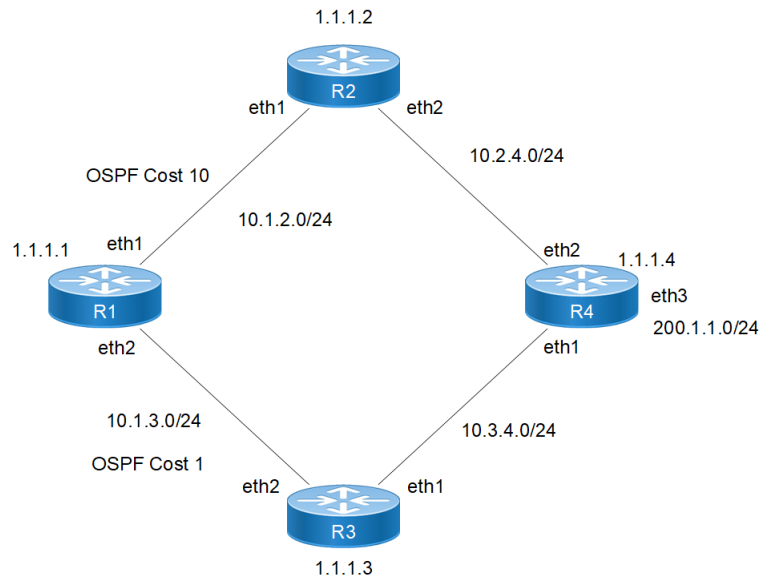 1.1.1.2
R2
eth1
eth2
10.2.4.0/24
OSPF Cost 10
10.1.2.0/24
1.1.1.1
eth1
eth2
1.1.1.4
R1
R4
eth3
200.1.1.0/24
eth2
eth1
10.1.3.0/24
10.3.4.0/24
OSPF Cost 1
eth2
eth1
R3
1.1.1.3